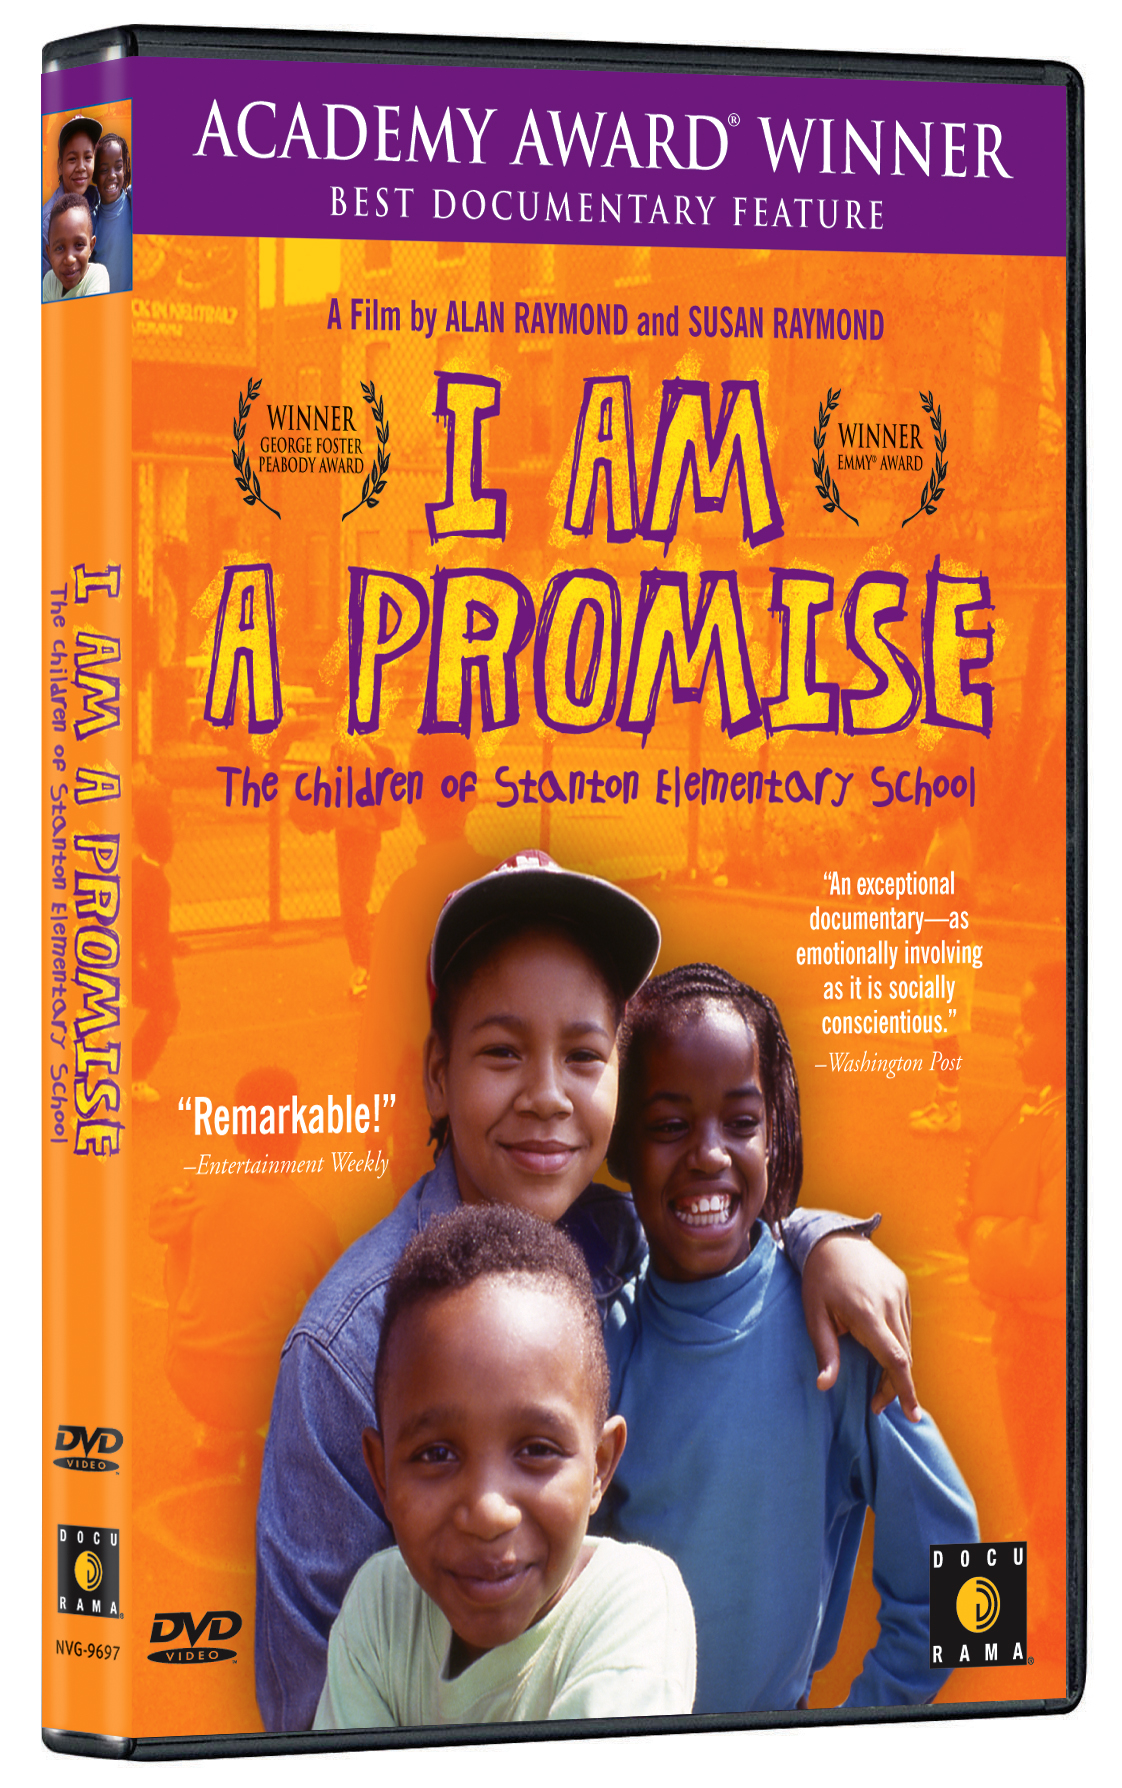 ACADEMY AWARD® WINNER
BEST DOCUMENTARY FEATURE
A Film by ALAN RAYMOND and SUSAN RAYMOND
WINNER
GEORGE FOSTER
PEABODY AWARD
WINNER
EMMY® AWARD
I AM
A PROMISE
The Children of Stanton Elementary School
"An exceptional
documentary—as
emotionally involving
as it is socially
conscientious."
–Washington Post
"Remarkable!"
–Entertainment Weekly
DVD
VIDEO
DOCU
RAMA®
I AM A PROMISE
The Children of Stanton Elementary School
DVD
VIDEO
DOCU
RAMA®
NVG-9697